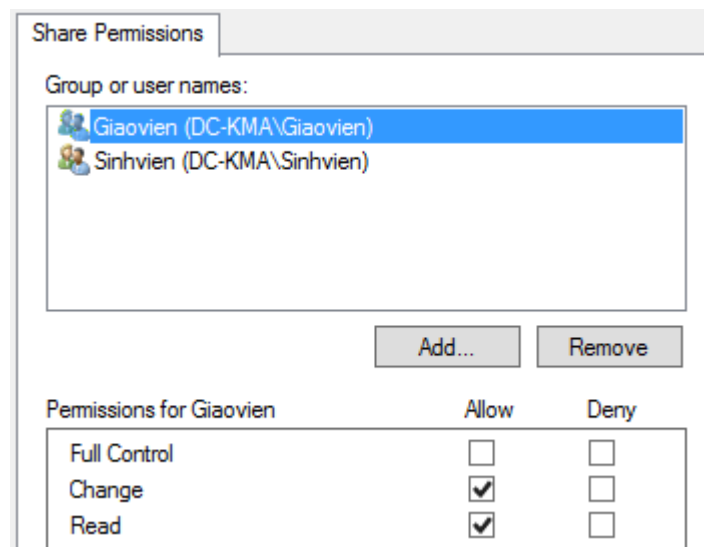 Share Permissions
Group or user names:
Giaovien (DC-KMA\Giaovien)
Sinhvien (DC-KMA\Sinhvien)
Add... Remove
Permissions for Giaovien Allow Deny
Full Control
Change
Read